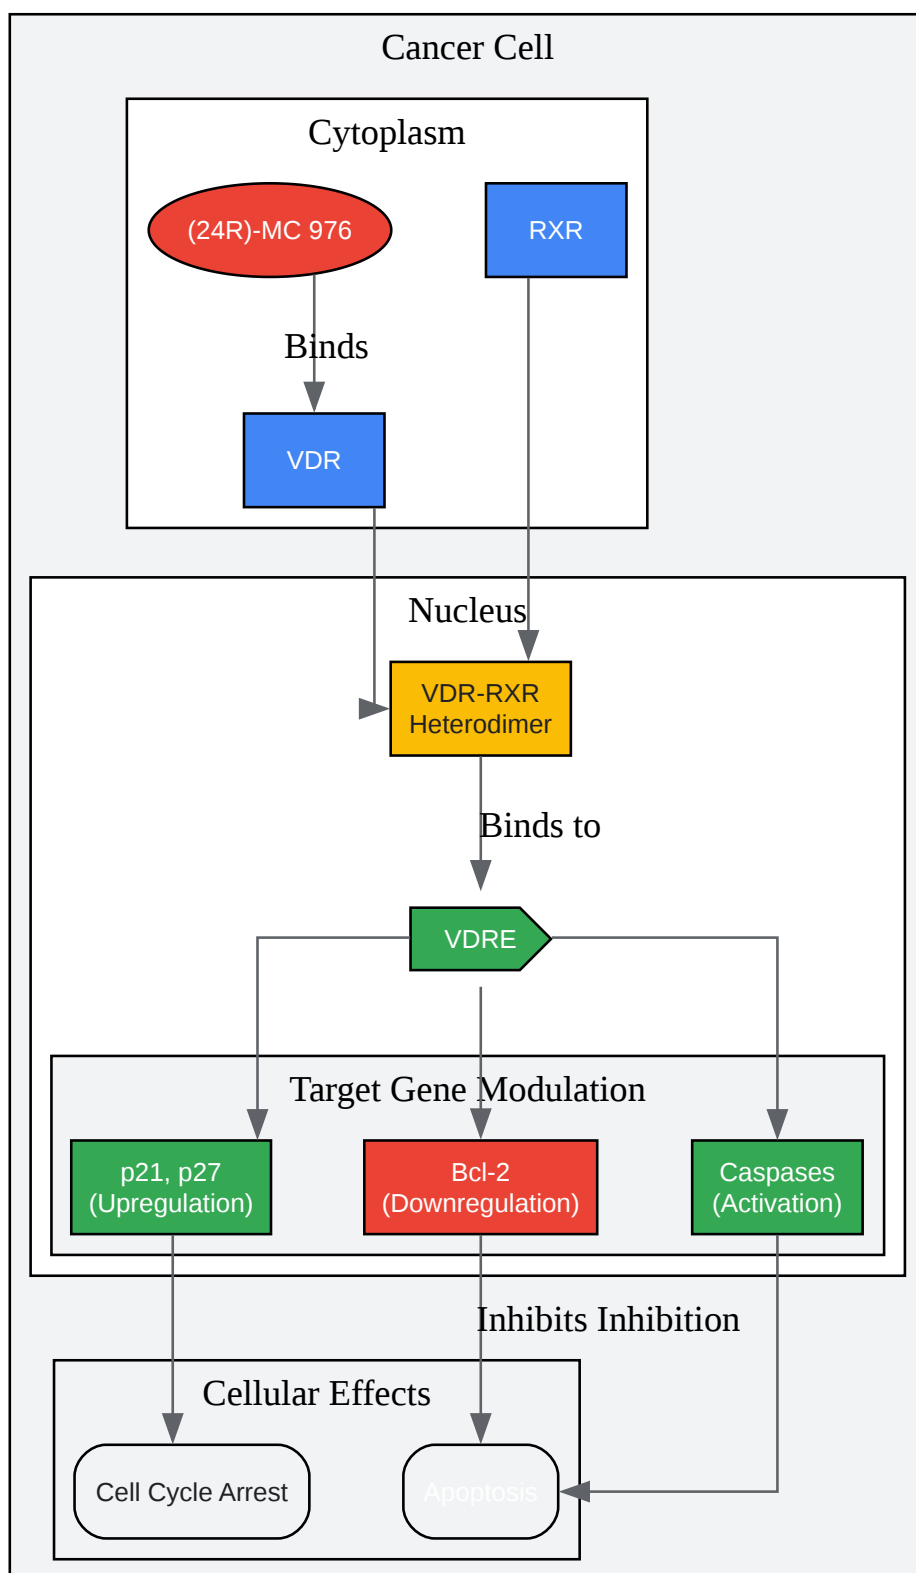 Cancer Cell
Cytoplasm
(24R)-MC 976
RXR
Binds
VDR
Nucleus
VDR-RXR
Heterodimer
Binds to
VDRE
Target Gene Modulation
p21, p27
(Upregulation)
Bcl-2
(Downregulation)
Caspases
(Activation)
Inhibits Inhibition
Cellular Effects
Cell Cycle Arrest
Apoptosis